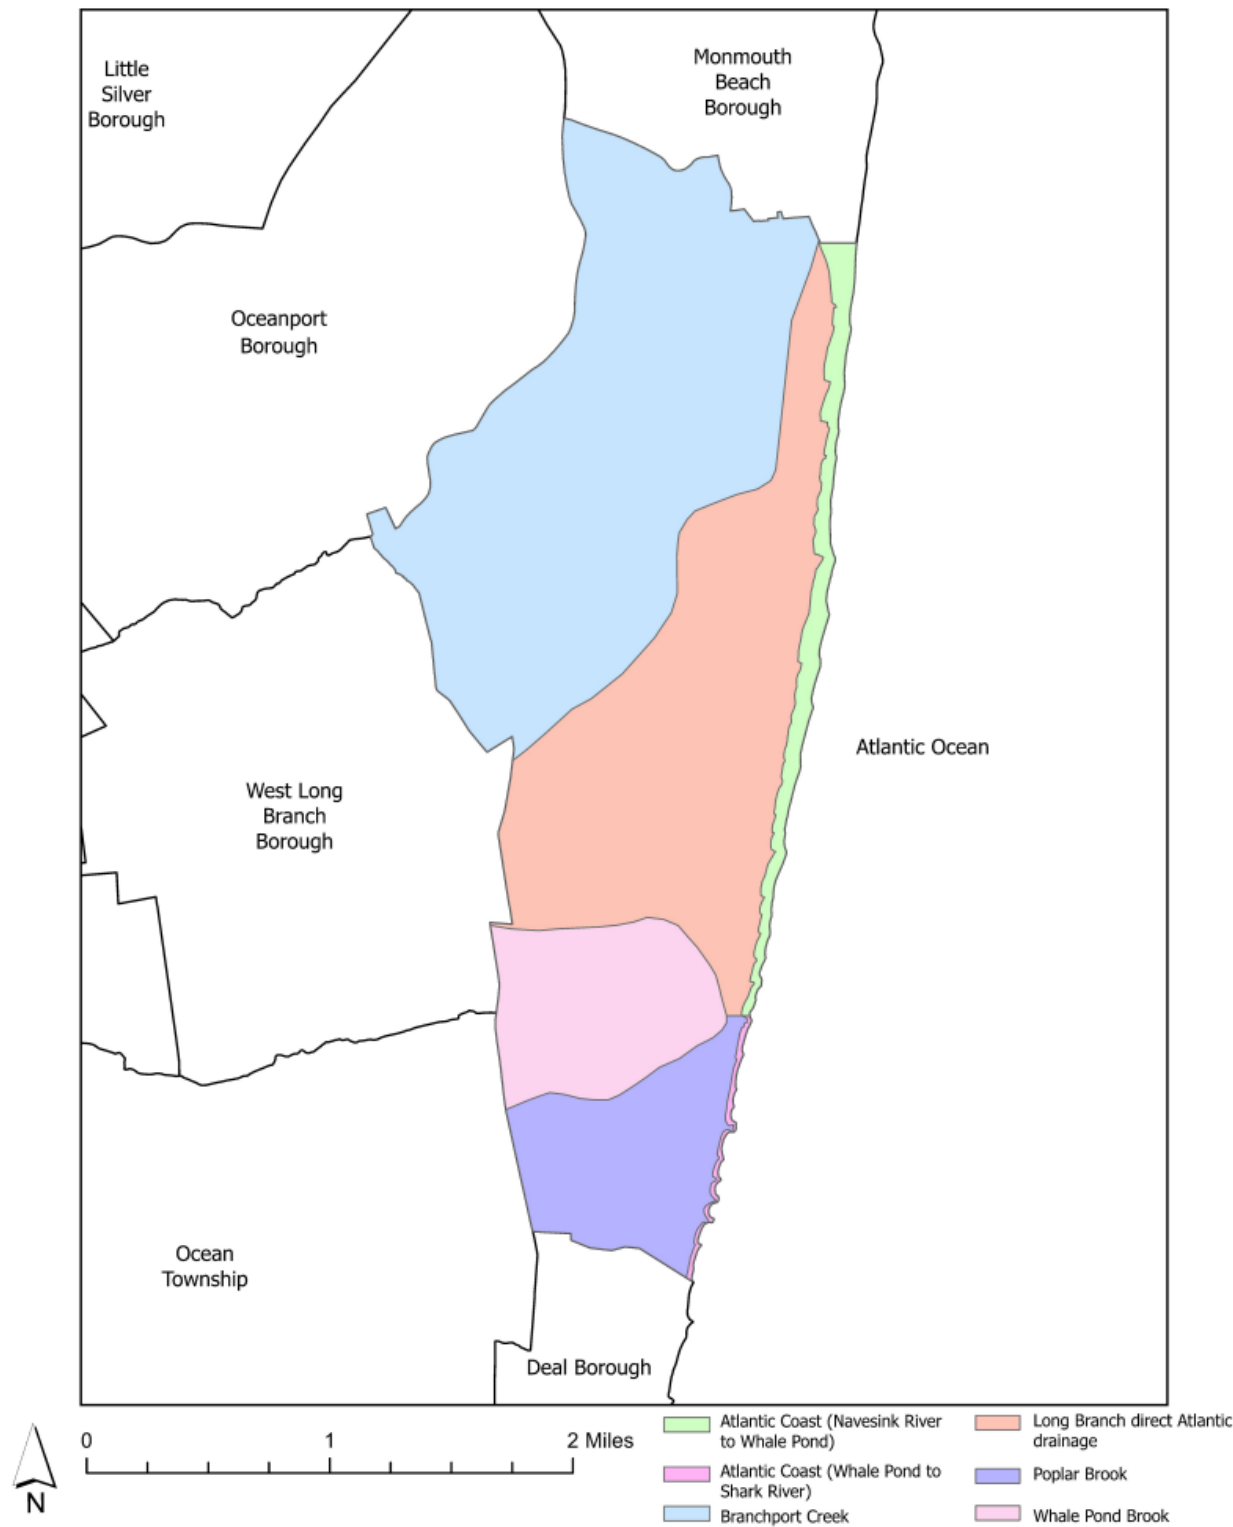 Little
Silver
Borough
Monmouth
Beach
Borough
Oceanport
Borough
Atlantic Ocean
West Long
Branch
Borough
Ocean
Township
Deal Borough
N
0 1 2 Miles
Atlantic Coast (Navesink River
to Whale Pond)
Atlantic Coast (Whale Pond to
Shark River)
Branchport Creek
Long Branch direct Atlantic
drainage
Poplar Brook
Whale Pond Brook